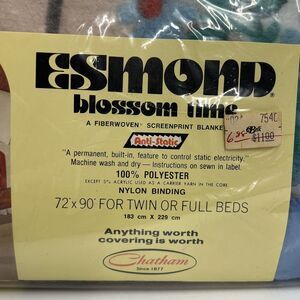 ESMOND
blossom time
A FIBERWOVEN® SCREENPRINT BLANKET
Anti-Static
"A permanent, built-in, feature to control static electricity."
Machine wash and dry — Instructions on sewn in label.
100% POLYESTER
EXCEPT 5% ACRYLIC USED AS A CARRIER YARN IN THE CORE
NYLON BINDING
72"x 90" FOR TWIN OR FULL BEDS
183 cm X 229 cm
Anything worth
covering is worth
Chatham
Since 1877
754C
$11.00